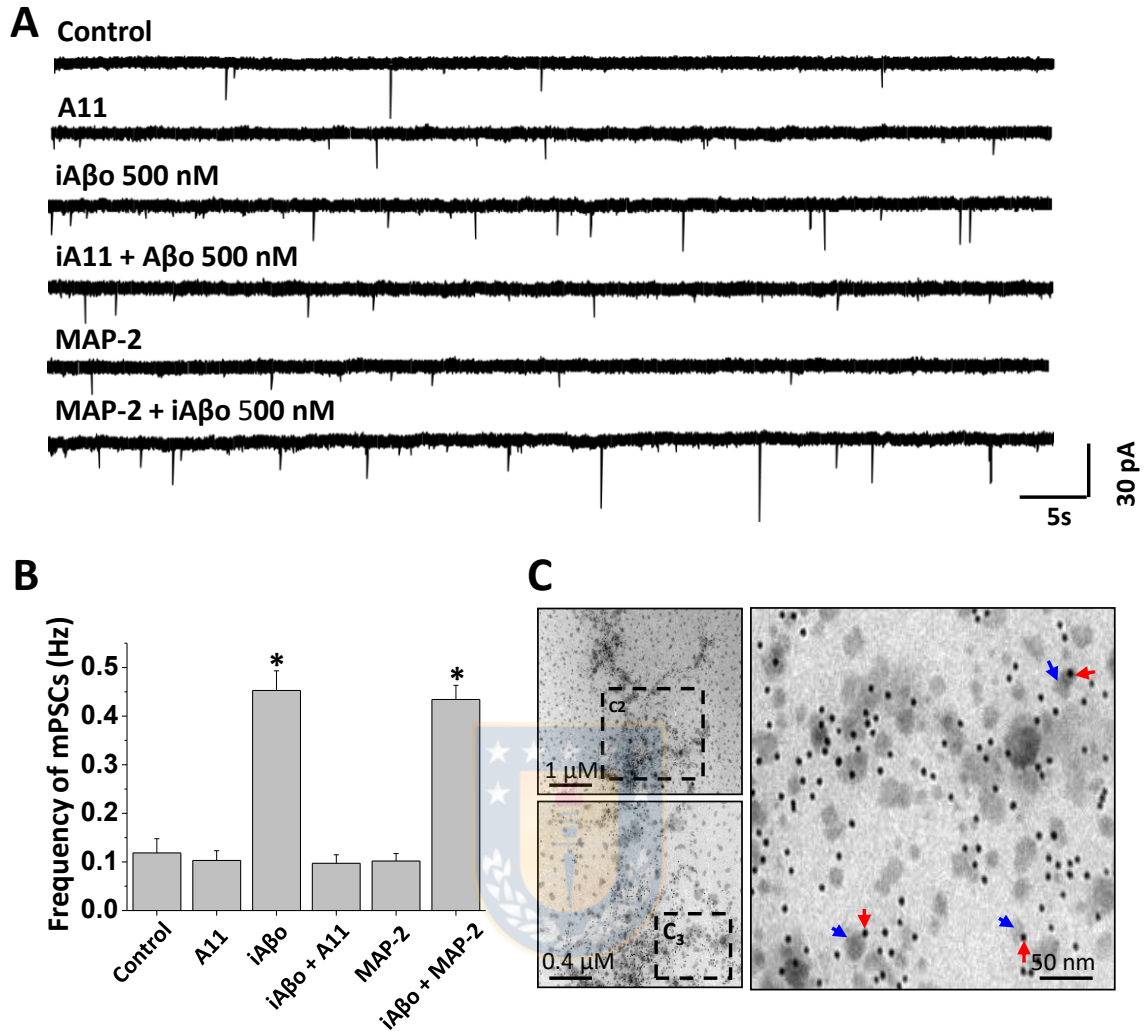 A
Control
A11
iAβo 500 nM
iA11 + Aβo 500 nM
MAP-2
MAP-2 + iAβo 500 nM
30 pA
5s
B
Frequency of mPSCs (Hz)
0.5
0.4
0.3
0.2
0.1
0.0
*
*
Control
A11
iAβo
iAβo + A11
MAP-2
iAβo + MAP-2
C
C2
1 µM
C3
0.4 µM
50 nm